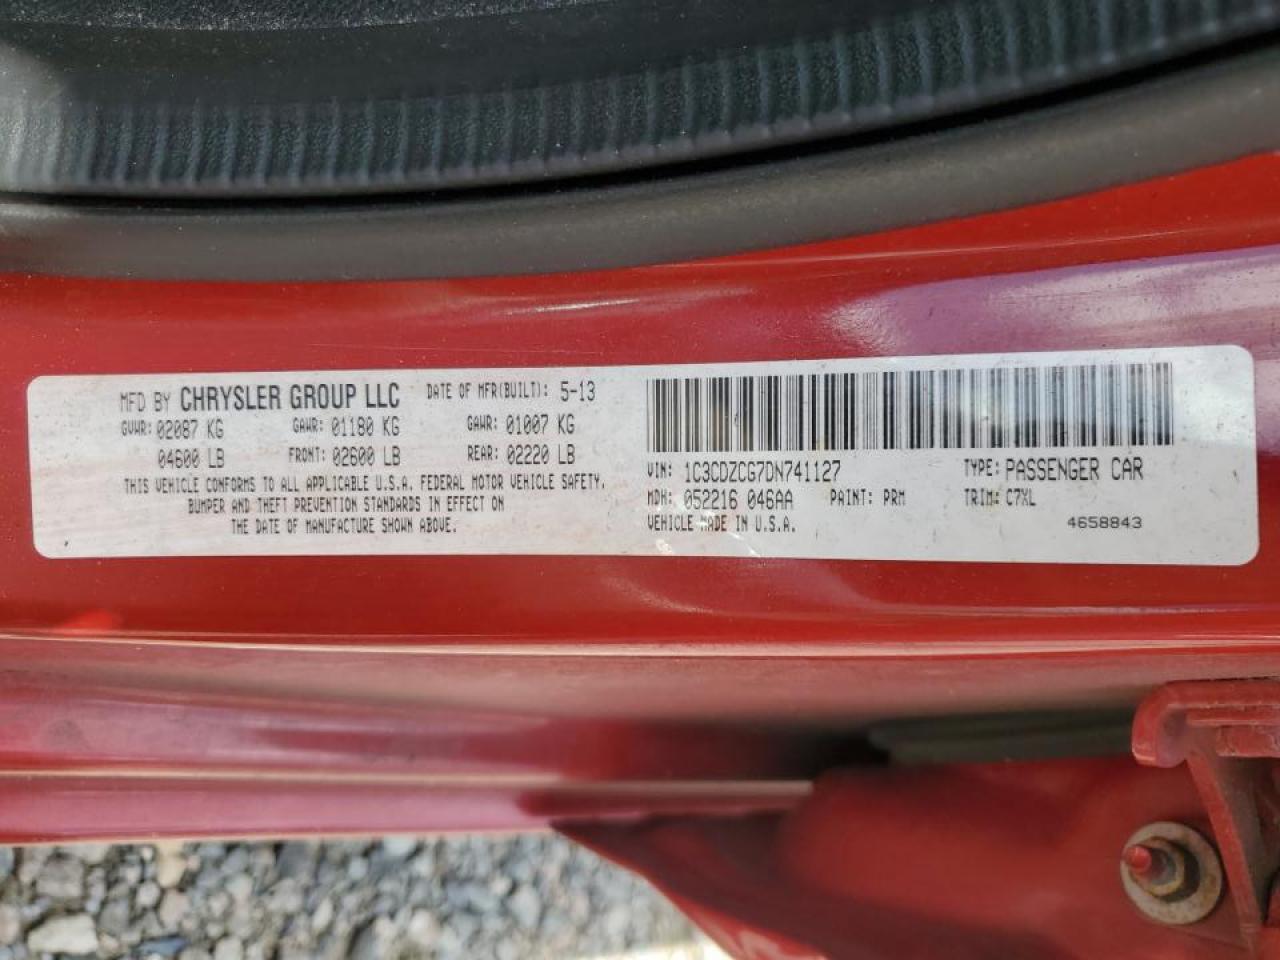 MFD BY CHRYSLER GROUP LLC DATE OF MFR(BUILT): 5-13
GVWR: 02087 KG GAWR: 01180 KG GAWR: 01007 KG
04600 LB FRONT: 02600 LB REAR: 02220 LB
THIS VEHICLE CONFORMS TO ALL APPLICABLE U.S.A. FEDERAL MOTOR VEHICLE SAFETY,
BUMPER AND THEFT PREVENTION STANDARDS IN EFFECT ON
THE DATE OF MANUFACTURE SHOWN ABOVE.
VIN: 1C3CDZCG7DN741127 TYPE: PASSENGER CAR
MDH: 052216 046AA PAINT: PRM TRIM: C7XL
VEHICLE MADE IN U.S.A. 4658843